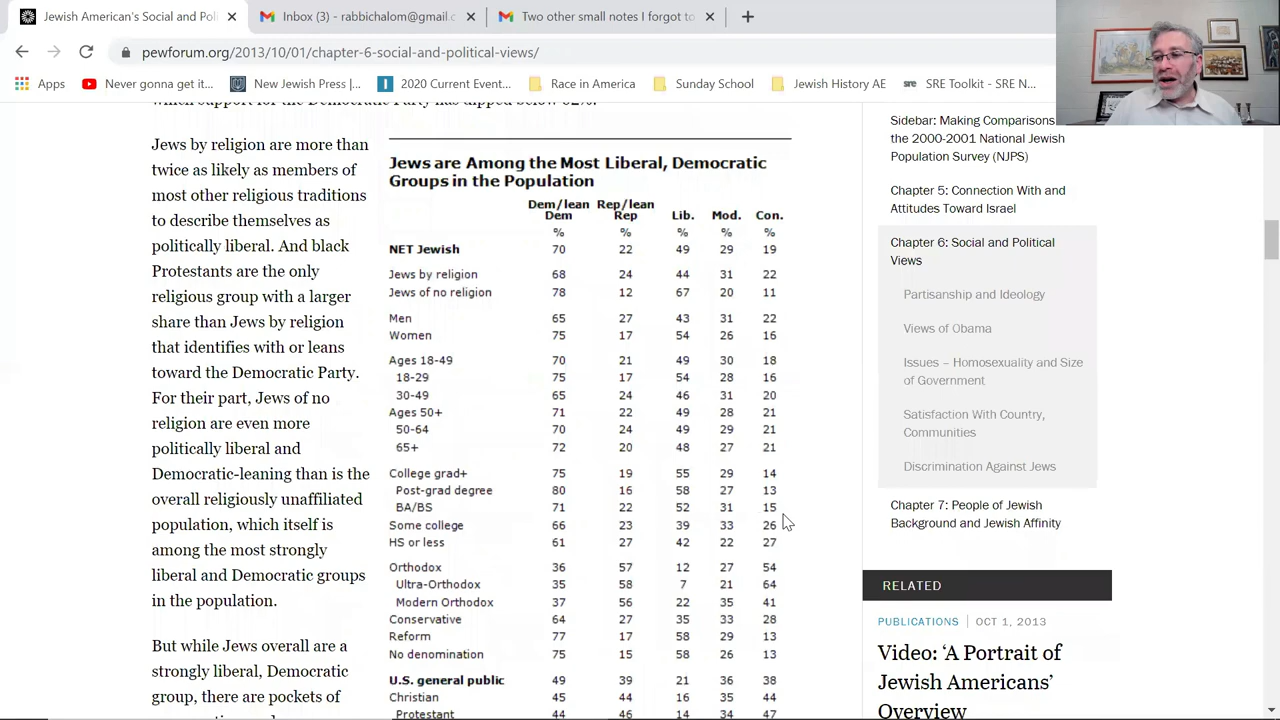 Jewish American's Social and Pol
Inbox (3) - rabbichalom@gmail.c
Two other small notes I forgot to
pewforum.org/2013/10/01/chapter-6-social-and-political-views/
Apps
Never gonna get it...
New Jewish Press |...
Race in America
Sunday School
Jewish History AE
SRE Toolkit - SRE N...
Jews by religion are more than
twice as likely as members of
most other religious traditions
to describe themselves as
politically liberal. And black
Protestants are the only
religious group with a larger
share than Jews by religion
that identifies with or leans
toward the Democratic Party.
For their part, Jews of no
religion are even more
politically liberal and
Democratic-leaning than is the
overall religiously unaffiliated
population, which itself is
among the most strongly
liberal and Democratic groups
in the population.
But while Jews overall are a
strongly liberal, Democratic
group, there are pockets of
Jews are Among the Most Liberal, Democratic
Groups in the Population
Dem/lean Rep/lean
Dem Rep Lib. Mod. Con.
% % % % %
NET Jewish 70 22 49 29 19
Jews by religion 68 24 44 31 22
Jews of no religion 78 12 67 20 11
Men 65 27 43 31 22
Women 75 17 54 26 16
Ages 18-49 70 21 49 30 18
18-29 75 17 54 28 16
30-49 65 24 46 31 20
Ages 50+ 71 22 49 28 21
50-64 70 24 49 29 21
65+ 72 20 48 27 21
College grad+ 75 19 55 29 14
Post-grad degree 80 16 58 27 13
BA/BS 71 22 52 31 15
Some college 66 23 39 33 26
HS or less 61 27 42 22 27
Orthodox 36 57 12 27 54
Ultra-Orthodox 35 58 7 21 64
Modern Orthodox 37 56 22 35 41
Conservative 64 27 35 33 28
Reform 77 17 58 29 13
No denomination 75 15 58 26 13
U.S. general public 49 39 21 36 38
Christian 45 44 16 35 44
Protestant 44 46 14 34 47
Sidebar: Making Comparisons
the 2000-2001 National Jewish
Population Survey (NJPS)
Chapter 5: Connection With and
Attitudes Toward Israel
Chapter 6: Social and Political
Views
Partisanship and Ideology
Views of Obama
Issues – Homosexuality and Size
of Government
Satisfaction With Country,
Communities
Discrimination Against Jews
Chapter 7: People of Jewish
Background and Jewish Affinity
RELATED
PUBLICATIONS | OCT 1, 2013
Video: ‘A Portrait of
Jewish Americans’
Overview